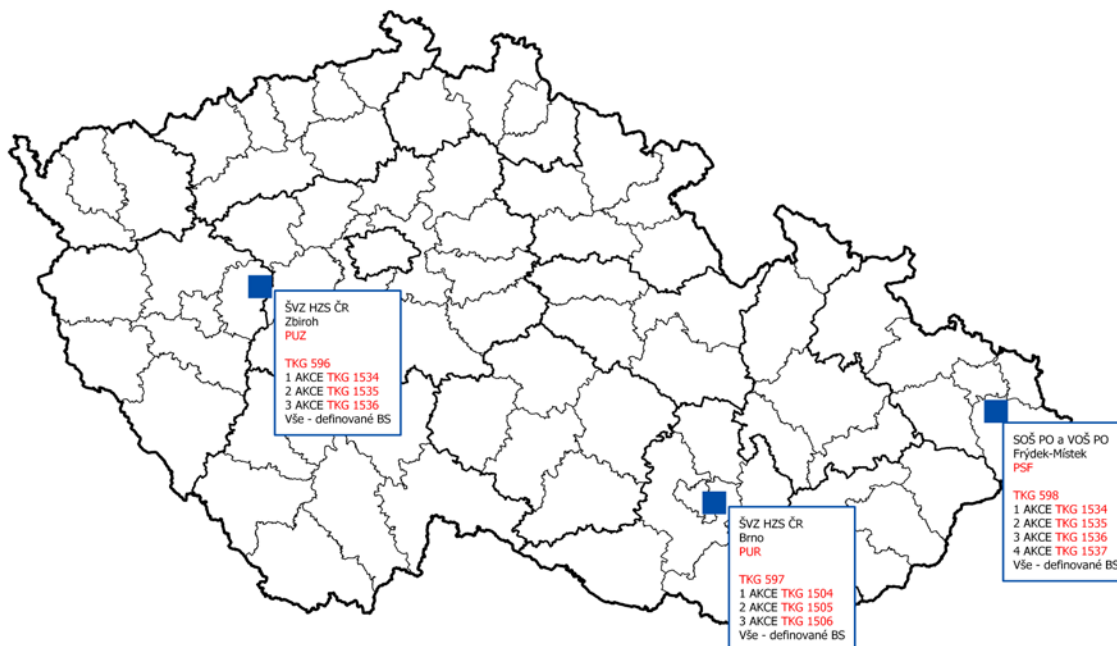 ŠVZ HZS ČR
Zbiroh
PUZ
TKG 596
1 AKCE TKG 1534
2 AKCE TKG 1535
3 AKCE TKG 1536
Vše - definované BS
ŠVZ HZS ČR
Brno
PUR
TKG 597
1 AKCE TKG 1504
2 AKCE TKG 1505
3 AKCE TKG 1506
Vše - definované BS
SOŠ PO a VOŠ PO
Frýdek-Místek
PSF
TKG 598
1 AKCE TKG 1534
2 AKCE TKG 1535
3 AKCE TKG 1536
4 AKCE TKG 1537
Vše - definované BS